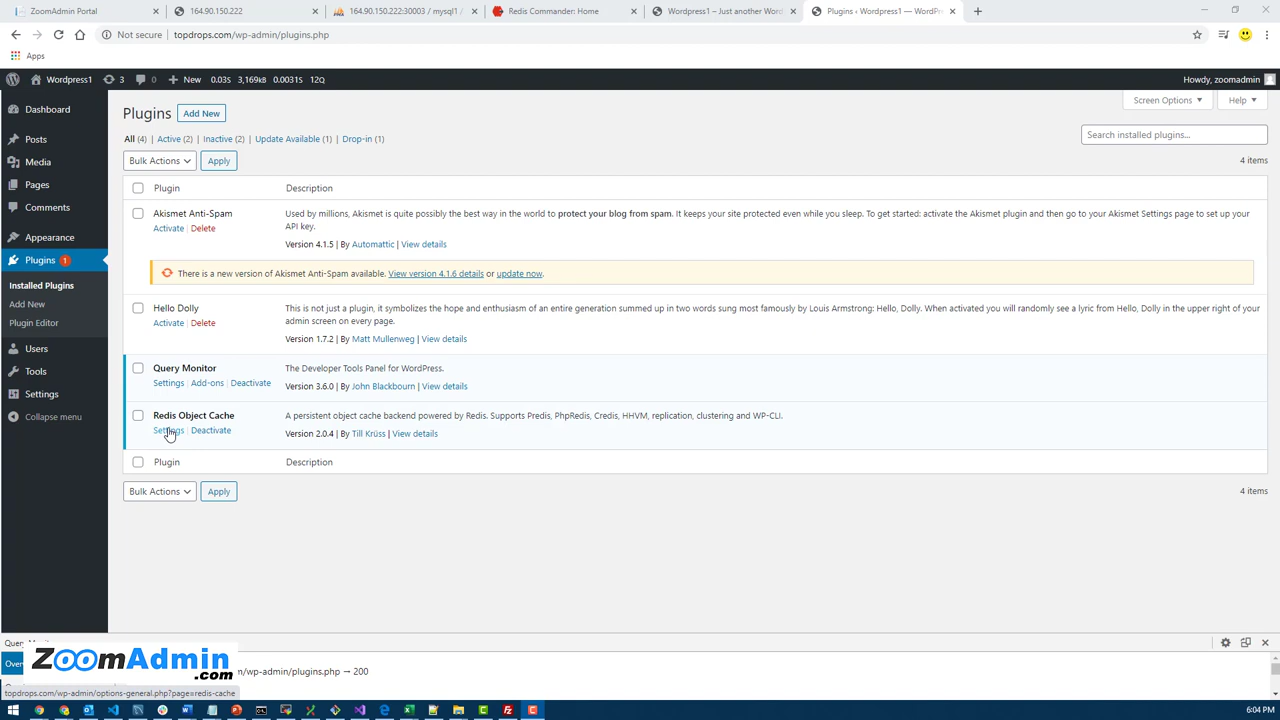 ZoomAdmin Portal
164.90.150.222
164.90.150.222:30003 / mysql1 /
Redis Commander: Home
Wordpress1 – Just another Word
Plugins ‹ Wordpress1 — WordPre
Not secure
topdrops.com/wp-admin/plugins.php
Apps
Wordpress1
3
0
New
0.03S
3,169kB
0.0031S
12Q
Howdy, zoomadmin
Dashboard
Posts
Media
Pages
Comments
Appearance
Plugins 1
Installed Plugins
Add New
Plugin Editor
Users
Tools
Settings
Collapse menu
Plugins
Add New
Screen Options
Help
All (4) | Active (2) | Inactive (2) | Update Available (1) | Drop-in (1)
Search installed plugins...
Bulk Actions
Apply
4 items
Plugin
Description
Akismet Anti-Spam
Activate | Delete
Used by millions, Akismet is quite possibly the best way in the world to protect your blog from spam. It keeps your site protected even while you sleep. To get started: activate the Akismet plugin and then go to your Akismet Settings page to set up your
API key.
Version 4.1.5 | By Automattic | View details
There is a new version of Akismet Anti-Spam available. View version 4.1.6 details or update now.
Hello Dolly
Activate | Delete
This is not just a plugin, it symbolizes the hope and enthusiasm of an entire generation summed up in two words sung most famously by Louis Armstrong: Hello, Dolly. When activated you will randomly see a lyric from Hello, Dolly in the upper right of your
admin screen on every page.
Version 1.7.2 | By Matt Mullenweg | View details
Query Monitor
Settings | Add-ons | Deactivate
The Developer Tools Panel for WordPress.
Version 3.6.0 | By John Blackbourn | View details
Redis Object Cache
Settings | Deactivate
A persistent object cache backend powered by Redis. Supports Predis, PhpRedis, Credis, HHVM, replication, clustering and WP-CLI.
Version 2.0.4 | By Till Krüss | View details
Plugin
Description
Bulk Actions
Apply
4 items
ZoomAdmin
.com
m/wp-admin/plugins.php → 200
topdrops.com/wp-admin/options-general.php?page=redis-cache
6:04 PM